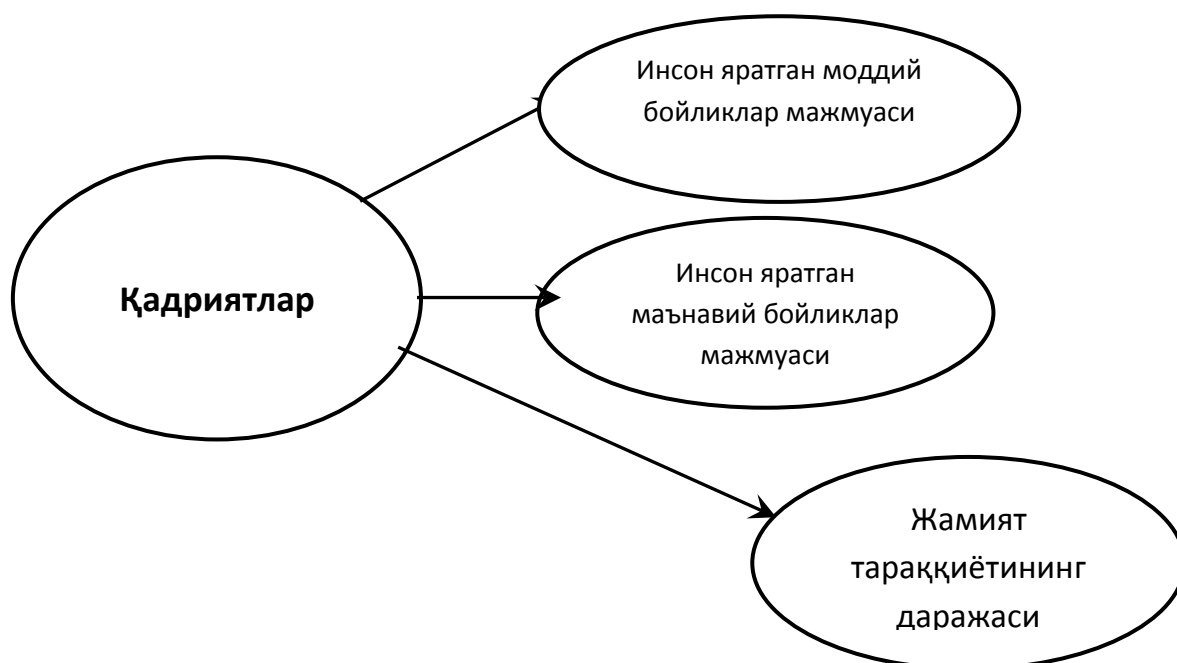 Инсон яратган моддий
бойликлар мажмуаси
Қадриятлар
Инсон яратган
маънавий бойликлар
мажмуаси
Жамият
тараққиётининг
даражаси